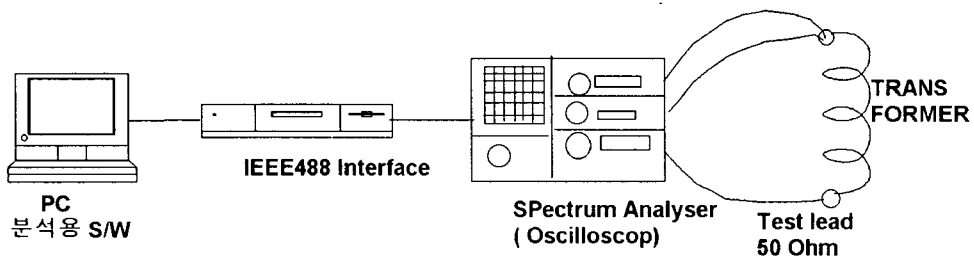 TRANS
FORMER
IEEE488 Interface
PC
분석용 S/W
SPectrum Analyser
( Oscilloscop)
Test lead
50 Ohm